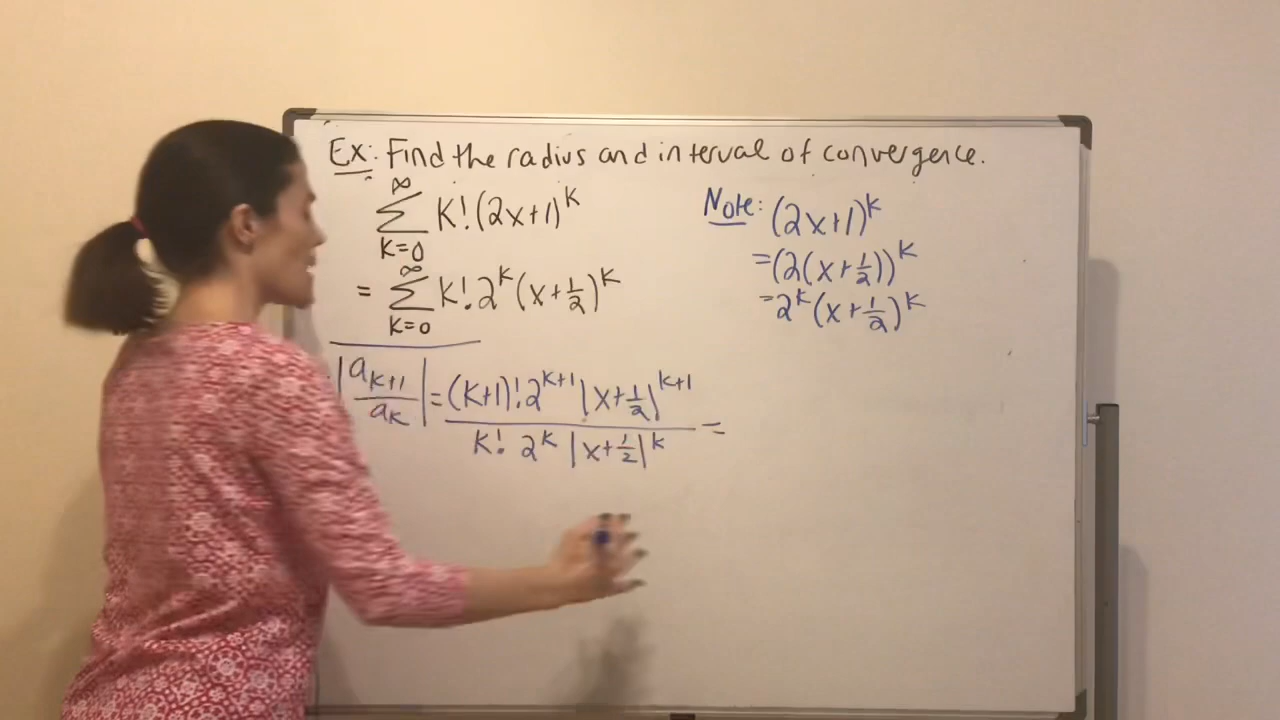 Ex: Find the radius and interval of convergence.
∞
∑ K!(2x+1)^k
K=0
∞
= ∑ K! 2^k (x+1/2)^k
K=0
|a_{k+1}/a_k| = (K+1)! 2^{k+1} |x+1/2|^{k+1} / K! 2^k |x+1/2|^k =
Note: (2x+1)^k
=(2(x+1/2))^k
=2^k(x+1/2)^k